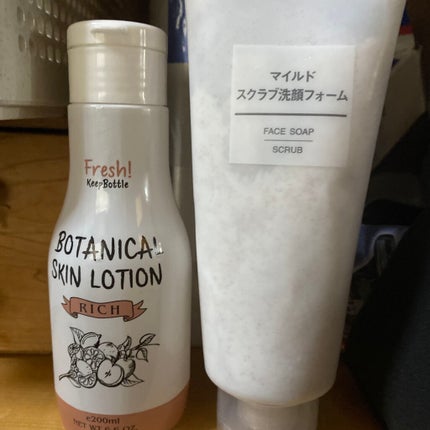 Fresh!
KeepBottle
BOTANICAL
SKIN LOTION
RICH
e200ml
マイルド
スクラブ洗顔フォーム
FACE SOAP
SCRUB